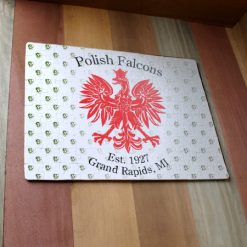 Polish Falcons
Est. 1927
Grand Rapids, MI